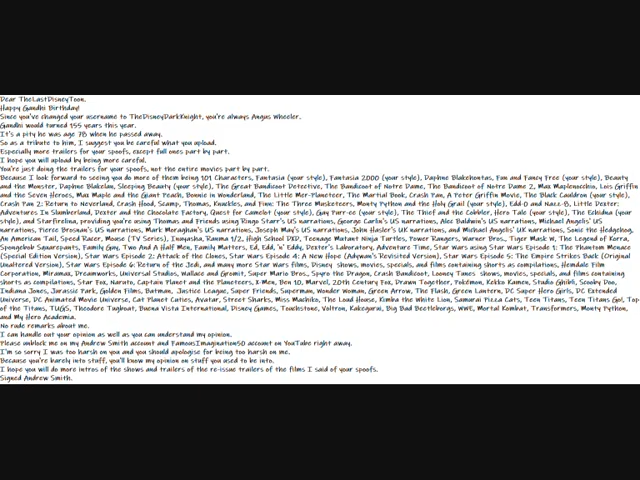 Dear TheLastDisneyToon,
Happy Gandhi Birthday!
Since you've changed your username to TheDisneyDarkKnight, you're always Angus Wheeler.
Gandhi would turned 155 years this year.
It's a pity he was age 78 when he passed away.
So as a tribute to him, I suggest you be careful what you upload.
Especially more trailers for your spoofs, except full ones part by part.
I hope you will upload by being more careful.
You're just doing the trailers for your spoofs, not the entire movies part by part.
Because I look forward to seeing you do more of them being 101 Characters, Fantasia (your style), Fantasia 2000 (your style), Daphne Blakehontas, Fun and Fancy Free (your style), Beauty
and the Monster, Daphne Blakelan, Sleeping Beauty (your style), The Great Bandicoot Detective, The Bandicoot of Notre Dame, The Bandicoot of Notre Dame 2, Max Maplenocchio, Lois Griffin
and the Seven Heroes, Max and the Giant Peach, Bonnie in Wonderland, The Little Mer-Planeteer, The Martial Book, Crash Pan, A Peter Griffin Movie, The Black Cauldron (your style),
Crash Pan 2: Return to Neverland, Crash Hood, Scamp, Thomas, Knuckles, and Finn: The Three Musketeers, Monty Python and the Holy Grail (your style), Edd O and Nazz-8, Little Dexter:
Adventures In Slumberland, Dexter and the Chocolate Factory, Quest for Camelot (your style), Guy Purr-ee (your style), The Thief and the Cobbler, Hero Tale (your style), The Echidna (your
style), and Starfirelina, providing you're using Thomas and Friends using Ringo Starr's US narrations, George Carlin's US narrations, Alec Baldwin's US narrations, Michael Angelis' US
narrations, Pierce Brosnan's US narrations, Mark Moraghan's US narrations, Joseph May's US narrations, John Hasler's UK narrations, and Michael Angelis' UK narrations, Sonic the Hedgehog,
An American Tail, Speed Racer, Mouse (TV Series), Inuyasha, Ranma 1/2, High School DXD, Teenage Mutant Ninja Turtles, Power Rangers, Warner Bros., Tiger Mask W, The Legend of Korra,
Spongebob Squarepants, Family Guy, Two And A Half Men, Family Matters, Ed, Edd, 'n' Eddy, Dexter's Laboratory, Adventure Time, Star Wars using Star Wars Episode 1: The Phantom Menace
(Special Edition Version), Star Wars Episode 2: Attack of the Clones, Star Wars Episode 4: A New Hope (Adywan's Revisited Version), Star Wars Episode 5: The Empire Strikes Back (Original
Unaltered Version), Star Wars Episode 6: Return of the Jedi, and many more Star Wars films, Disney shows, movies, specials, and films containing shorts as compilations, Hemdale Film
Corporation, Miramax, Dreamworks, Universal Studios, Wallace and Gromit, Super Mario Bros., Spyro the Dragon, Crash Bandicoot, Looney Tunes shows, movies, specials, and films containing
shorts as compilations, Star Fox, Naruto, Captain Planet and the Planeteers, X-Men, Ben 10, Marvel, 20th Century Fox, Drawn Together, Pokemon, Kekko Kamen, Studio Ghibli, Scooby Doo,
Indiana Jones, Jurassic Park, Golden Films, Batman, Justice League, Super Friends, Superman, Wonder Woman, Green Arrow, The Flash, Green Lantern, DC Super Hero Girls, DC Extended
Universe, DC Animated Movie Universe, Cat Planet Cuties, Avatar, Street Sharks, Miss Machiko, The Loud House, Kimba the White Lion, Samurai Pizza Cats, Teen Titans, Teen Titans Go!, Top
of the Titans, TUGS, Theodore Tugboat, Buena Vista International, Disney Games, Touchstone, Voltron, Kakegurui, Big Bad Beetleborgs, WWE, Mortal Kombat, Transformers, Monty Python,
and My Hero Academia.
No rude remarks about me.
I can handle out your opinion as well as you can understand my opinion.
Please unblock me on my Andrew Smith account and FamousImagination50 account on YouTube right away.
I'm so sorry I was too harsh on you and you should apologise for being too harsh on me.
Because you're barely into stuff, you'll know my opinion on stuff you used to be into.
I hope you will do more intros of the shows and trailers of the re-issue trailers of the films I said of your spoofs.
Signed Andrew Smith.